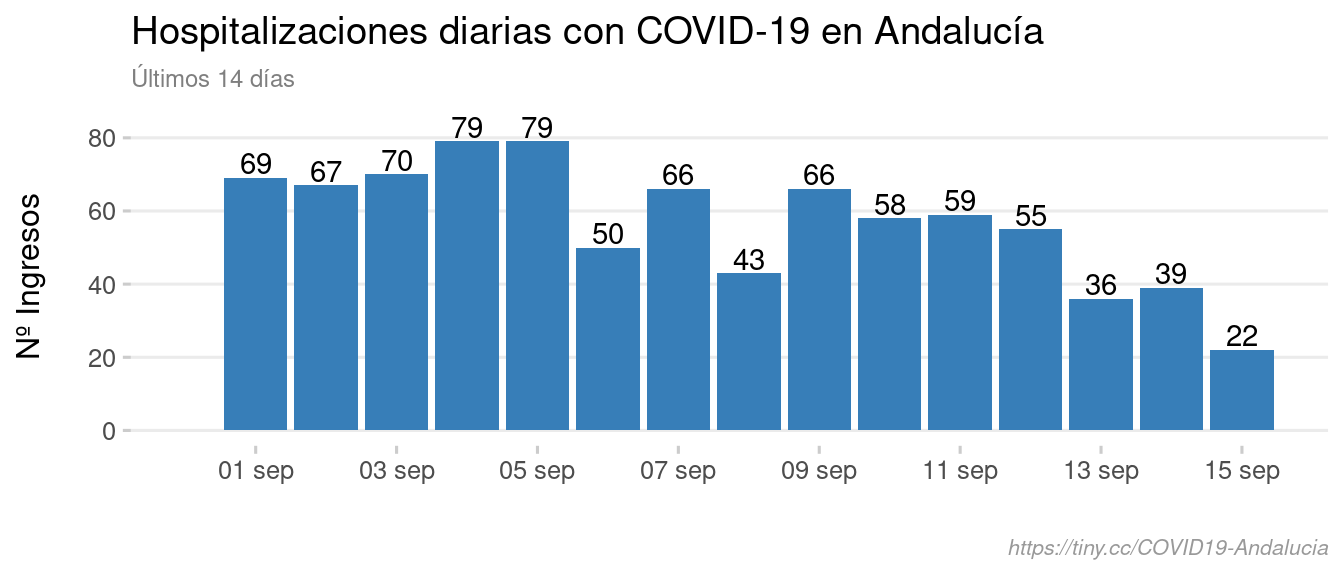 Hospitalizaciones diarias con COVID-19 en Andalucía
Últimos 14 días
Nº Ingresos
80
60
40
20
0
69
67
70
79
79
50
66
43
66
58
59
55
36
39
22
01 sep
03 sep
05 sep
07 sep
09 sep
11 sep
13 sep
15 sep
https://tiny.cc/COVID19-Andalucia